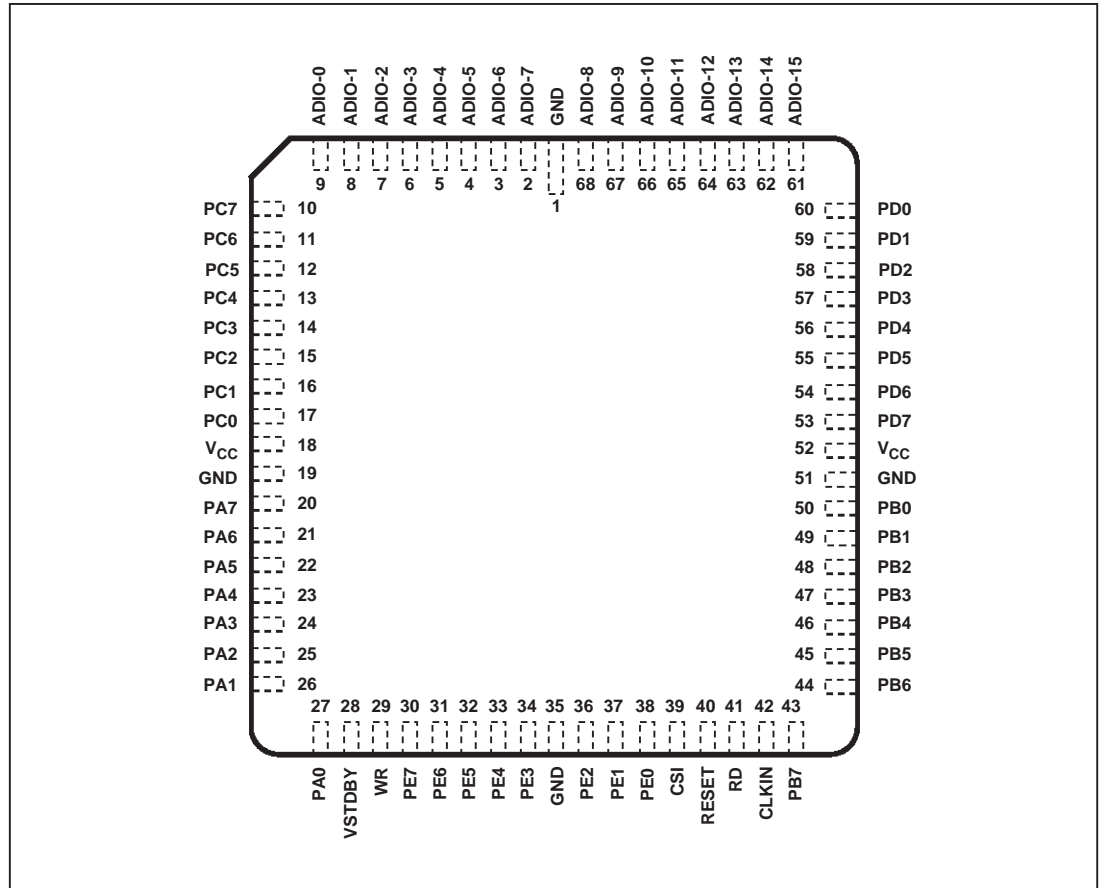 ADIO-0 ADIO-1 ADIO-2 ADIO-3 ADIO-4 ADIO-5 ADIO-6 ADIO-7 GND ADIO-8 ADIO-9 ADIO-10 ADIO-11 ADIO-12 ADIO-13 ADIO-14 ADIO-15
9 8 7 6 5 4 3 2 1 68 67 66 65 64 63 62 61
PC7 10 60 PD0
PC6 11 59 PD1
PC5 12 58 PD2
PC4 13 57 PD3
PC3 14 56 PD4
PC2 15 55 PD5
PC1 16 54 PD6
PC0 17 53 PD7
VCC 18 52 VCC
GND 19 51 GND
PA7 20 50 PB0
PA6 21 49 PB1
PA5 22 48 PB2
PA4 23 47 PB3
PA3 24 46 PB4
PA2 25 45 PB5
PA1 26 44 PB6
27 28 29 30 31 32 33 34 35 36 37 38 39 40 41 42 43
PA0 VSTDBY WR PE7 PE6 PE5 PE4 PE3 GND PE2 PE1 PE0 CSI RESET RD CLKIN PB7